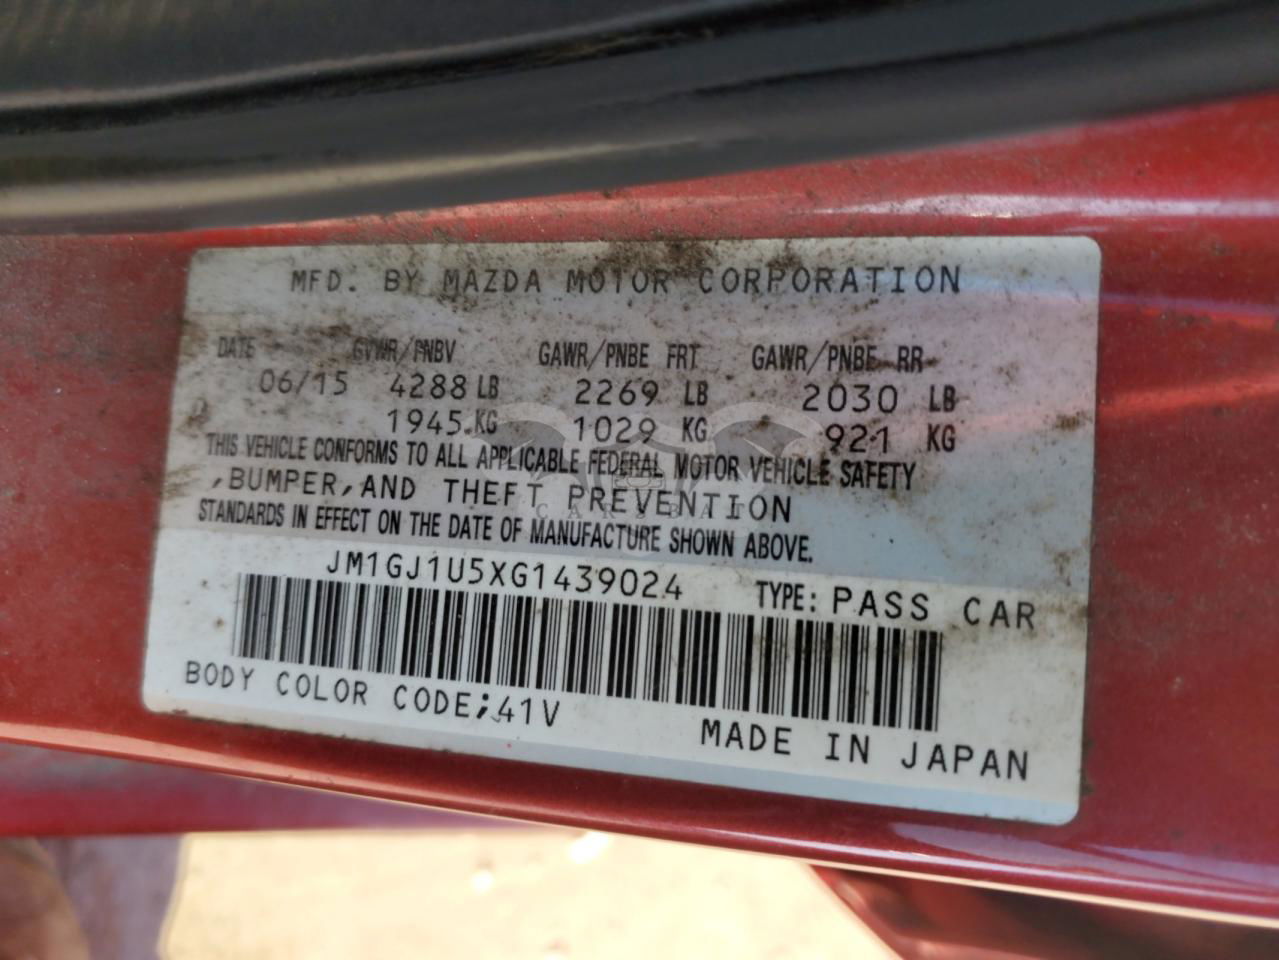 MFD. BY MAZDA MOTOR CORPORATION
DATE GVWR/PNBV GAWR/PNBE FRT GAWR/PNBE RR
06/15 4288 LB 2269 LB 2030 LB
1945 KG 1029 KG 921 KG
THIS VEHICLE CONFORMS TO ALL APPLICABLE FEDERAL MOTOR VEHICLE SAFETY
,BUMPER,AND THEFT PREVENTION
CARSBAT
STANDARDS IN EFFECT ON THE DATE OF MANUFACTURE SHOWN ABOVE.
JM1GJ1U5XG1439024 TYPE: PASS CAR
BODY COLOR CODE;41V
MADE IN JAPAN